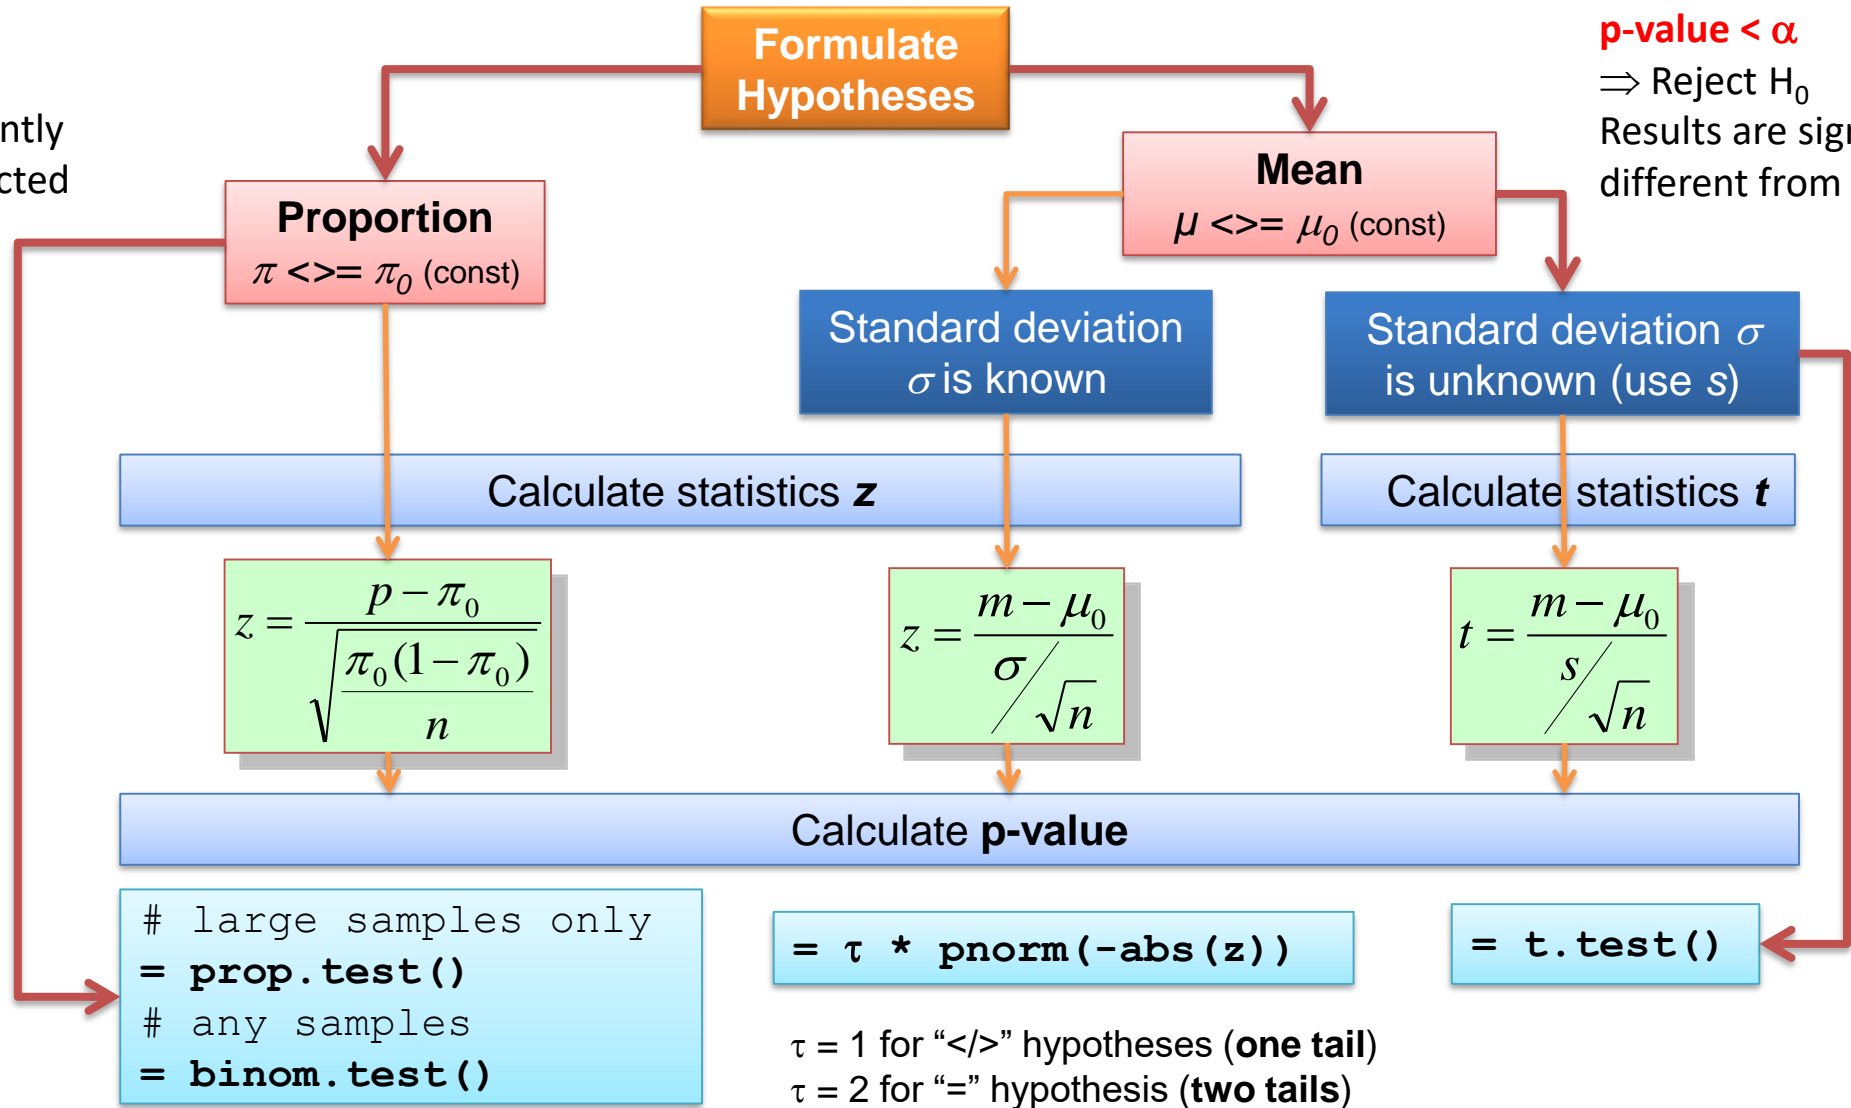 Formulate
Hypotheses
p-value < α
⇒ Reject H₀
Results are
different from
Proportion
π <>= π₀ (const)
Mean
μ <>= μ₀ (const)
Standard deviation
σ is known
Standard deviation σ
is unknown (use s)
Calculate statistics z
Calculate statistics t
z = (p − π₀) / √(π₀(1 − π₀) / n)
z = (m − μ₀) / (σ/√n)
t = (m − μ₀) / (s/√n)
Calculate p-value
# large samples only
= prop.test()
# any samples
= binom.test()
= τ * pnorm(-abs(z))
= t.test()
τ = 1 for “</>” hypotheses (one tail)
τ = 2 for “=” hypothesis (two tails)